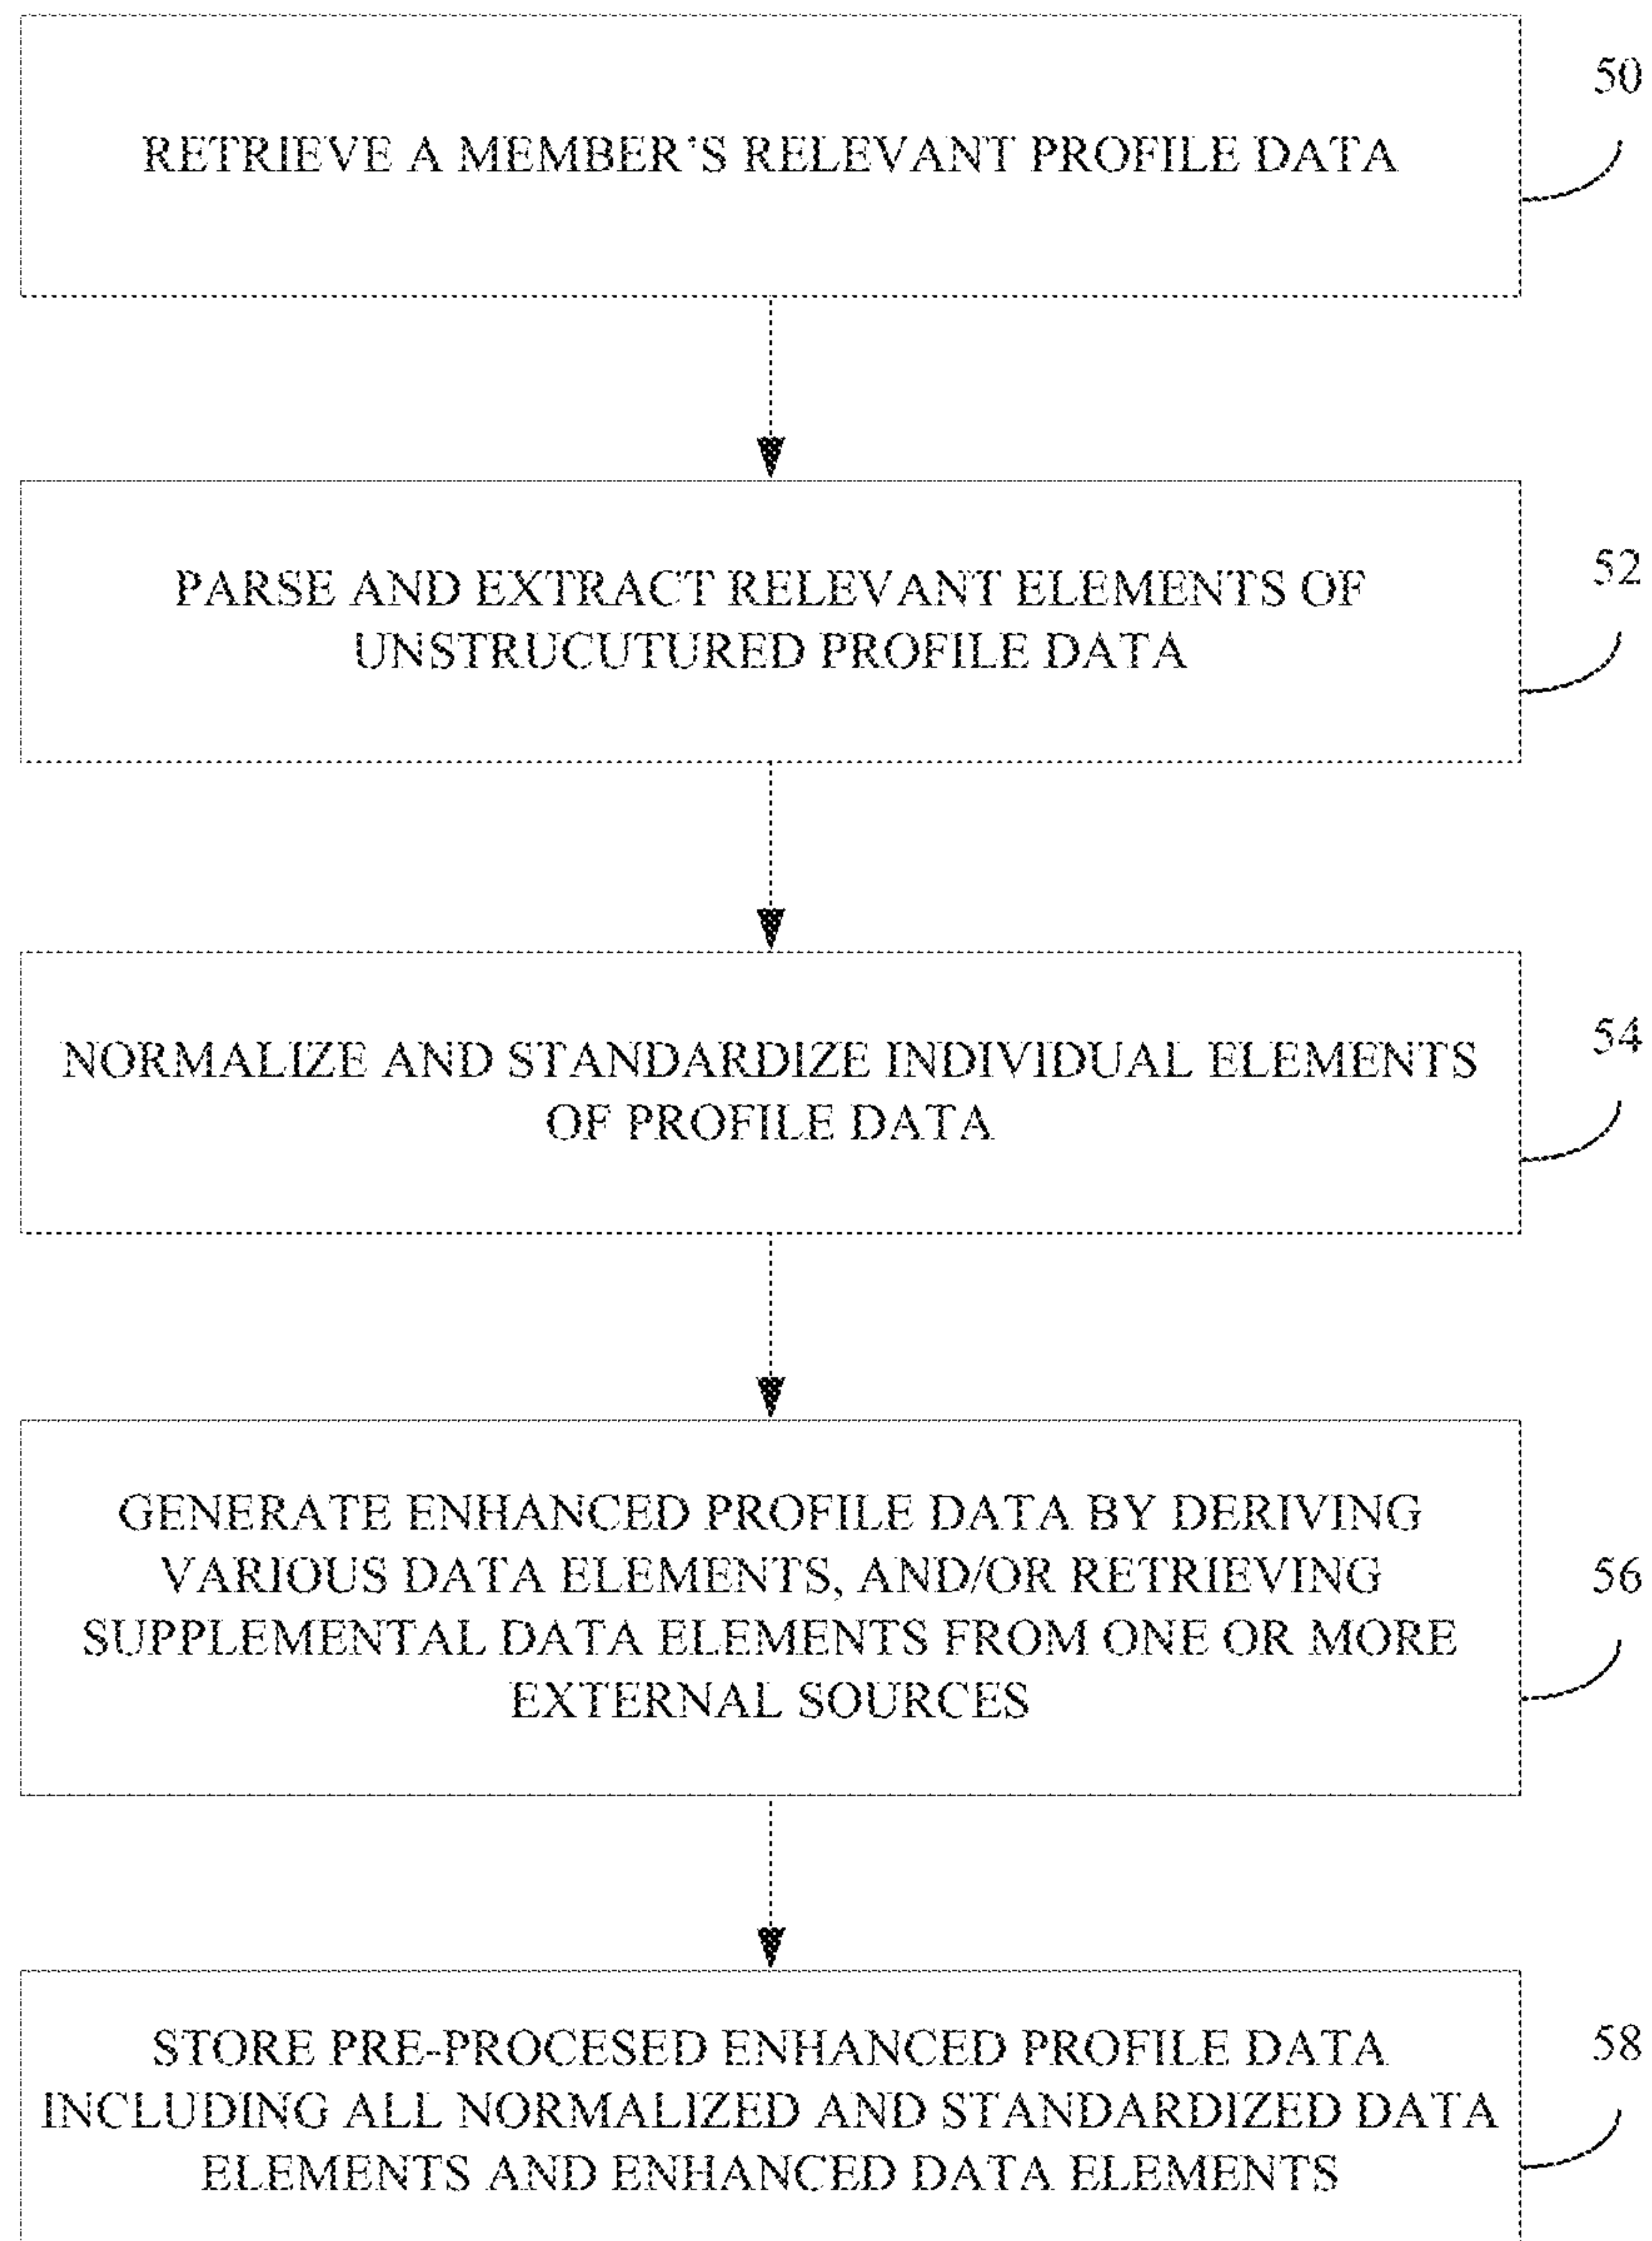 50
RETRIEVE A MEMBER'S RELEVANT PROFILE DATA
52
PARSE AND EXTRACT RELEVANT ELEMENTS OF
UNSTRUCUTURED PROFILE DATA
54
NORMALIZE AND STANDARDIZE INDIVIDUAL ELEMENTS
OF PROFILE DATA
GENERATE ENHANCED PROFILE DATA BY DERIVING
VARIOUS DATA ELEMENTS, AND/OR RETRIEVING
56
SUPPLEMENTAL DATA ELEMENTS FROM ONE OR MORE
EXTERNAL SOURCES
58
STORE PRE-PROCESED ENHANCED PROFILE DATA
INCLUDING ALL NORMALIZED AND STANDARDIZED DATA
ELEMENTS AND ENHANCED DATA ELEMENTS